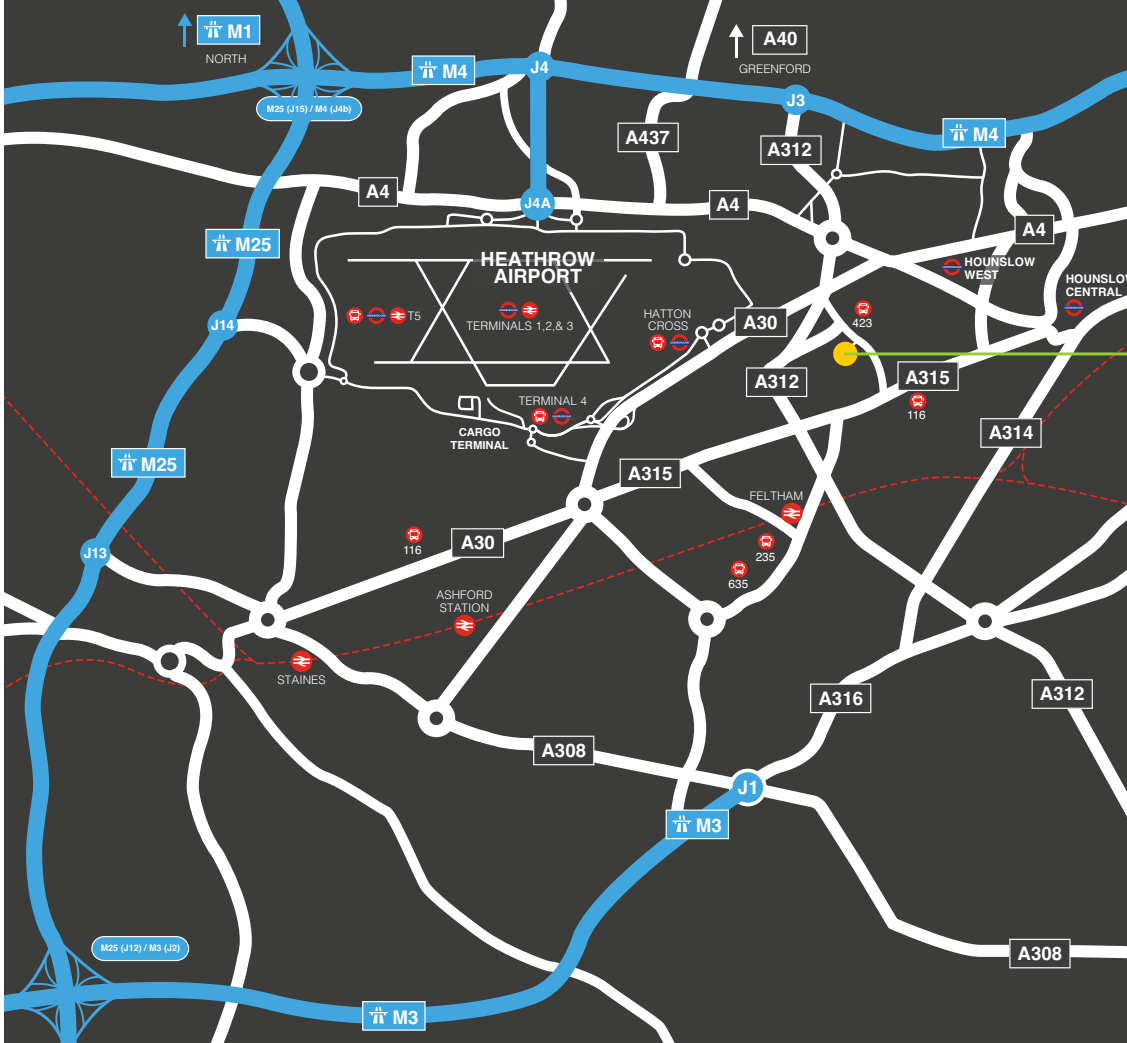 M1
NORTH
A40
GREENFORD
J4
M4
M25 (J15) / M4 (J4b)
J3
M4
A437
A312
A4
J4A
A4
A4
M25
HEATHROW
AIRPORT
HOUNSLOW
WEST
HOUNSLOW
CENTRAL
T5
TERMINALS 1,2,& 3
HATTON
CROSS
A30
423
J14
A312
A315
116
TERMINAL 4
CARGO
TERMINAL
A314
M25
A315
FELTHAM
J13
116
A30
235
635
ASHFORD
STATION
STAINES
A316
A312
A308
J1
M3
M25 (J12) / M3 (J2)
A308
M3